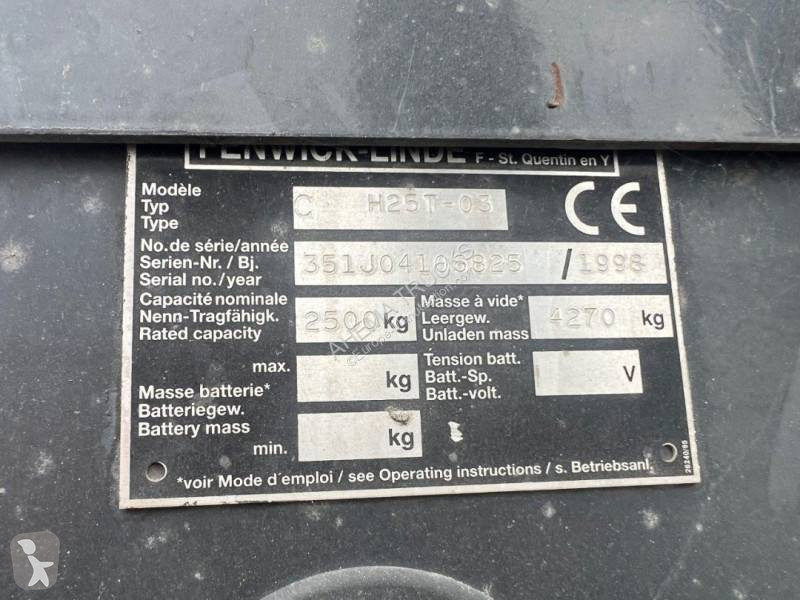 FENWICK-LINDE F - St. Quentin en Y
Modèle
Typ
Type
C H25T-03
CE
No. de série/année
Serien-Nr. / Bj.
Serial no./year
351J04105825 / 1998
Capacité nominale
Nenn-Tragfähigk.
Rated capacity
2500 kg
Masse à vide*
Leergew.
Unladen mass
4270 kg
max. kg
Tension batt.
Batt.-Sp.
Batt.-volt.
V
Masse batterie*
Batteriegew.
Battery mass
min. kg
*voir Mode d'emploi / see Operating instructions / s. Betriebsanl.